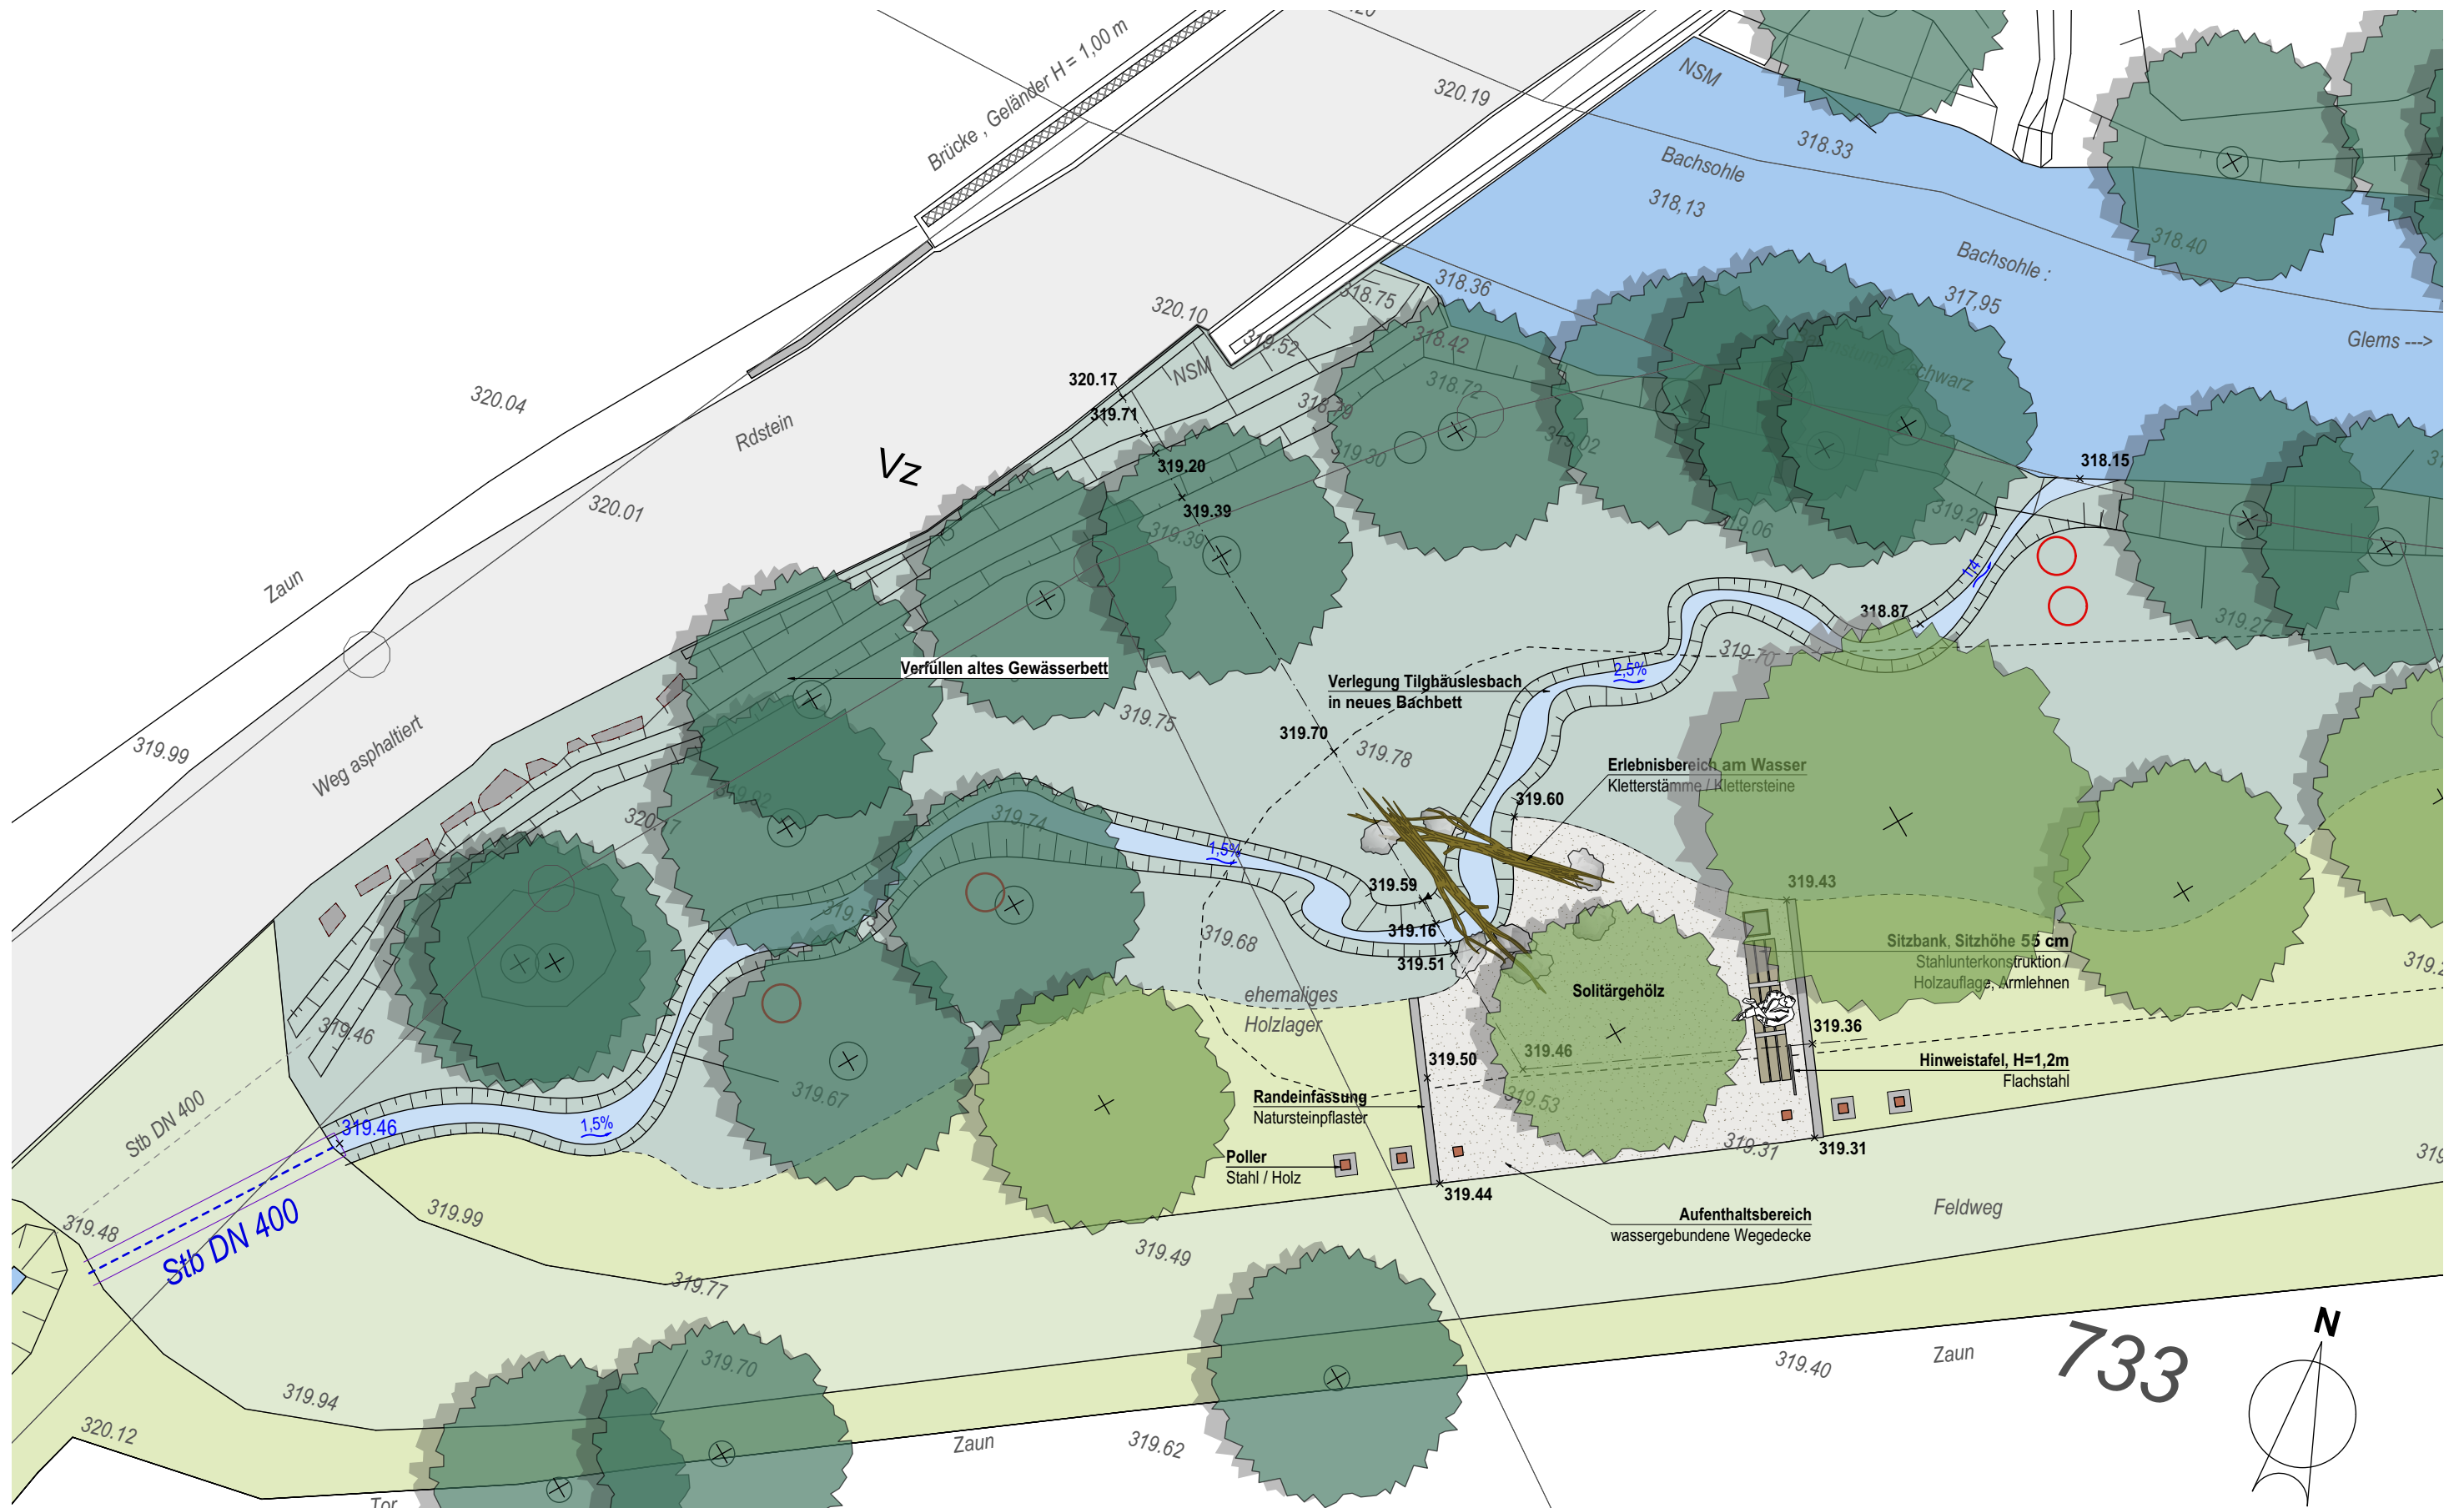 Brücke , Geländer H = 1,00 m
320.19
NSM
318.33
Bachsohle
318,13
318.40
Bachsohle :
317,95
Glems --->
318.36
318.75
320.10
319.52
318.42
NSM
320.17
319.71
318.72
318.39
320.04
Rdstein
Vz
319.20
319.30
319.02
318.15
320.01
319.39
319.39
319.06
319.20
Zaun
1:4
318.87
319.27
Verfüllen altes Gewässerbett
319.70
2,5%
Verlegung Tilghäuslesbach
in neues Bachbett
319.75
319.70
319.78
319.99
Weg asphaltiert
Erlebnisbereich am Wasser
Kletterstämme / Klettersteine
319.60
319.74
1,5%
319.59
319.43
319.16
319.68
319.51
Sitzbank, Sitzhöhe 55 cm
Stahlunterkonstruktion /
Holzauflage, Armlehnen
Solitärgehölz
ehemaliges
Holzlager
319.46
319.36
319.46
319.50
Hinweistafel, H=1,2m
Flachstahl
Stb DN 400
319.67
319.53
Randeinfassung
Natursteinpflaster
319.46
1,5%
319.31
319.31
Poller
Stahl / Holz
319.44
319.48
319.99
Feldweg
Aufenthaltsbereich
wassergebundene Wegedecke
Stb DN 400
319.49
319.77
N
733
319.70
319.40
Zaun
319.94
320.12
Zaun
319.62
Tor